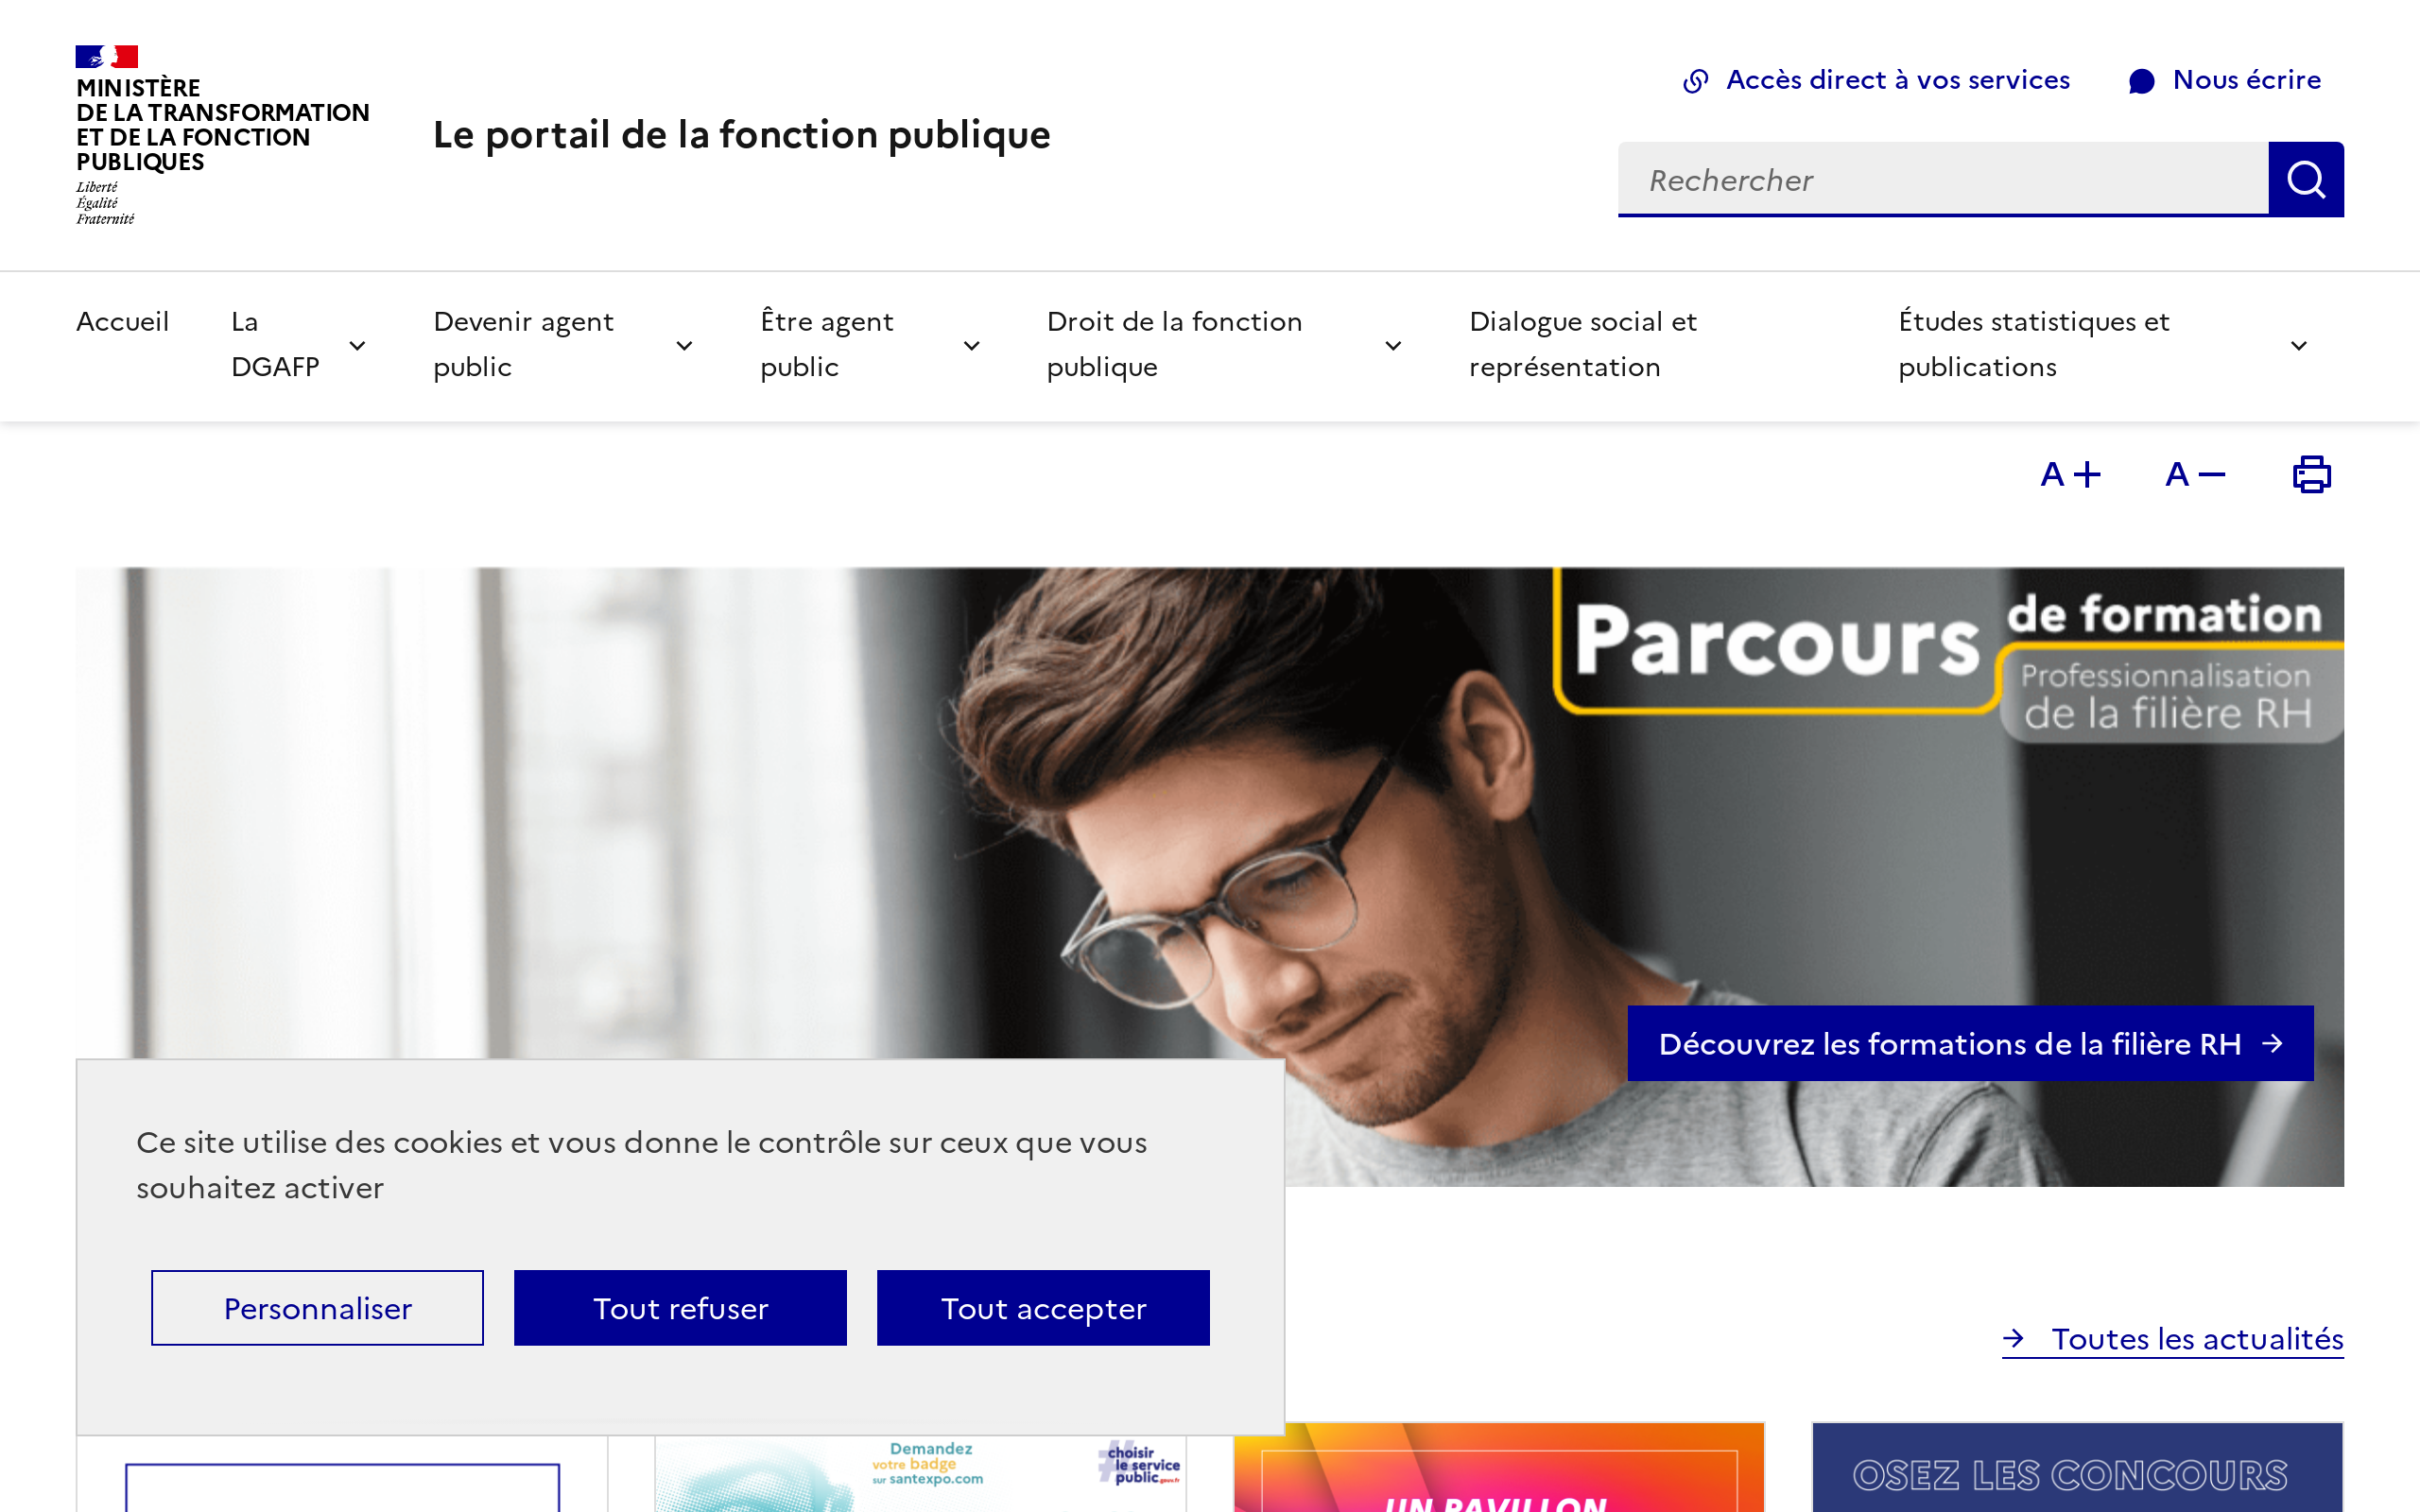 MINISTÈRE
DE LA TRANSFORMATION
ET DE LA FONCTION
PUBLIQUES
Liberté
Égalité
Fraternité
Le portail de la fonction publique
Accès direct à vos services
Nous écrire
Rechercher
Accueil
La
DGAFP
Devenir agent
public
Être agent
public
Droit de la fonction
publique
Dialogue social et
représentation
Études statistiques et
publications
A+
A−
Parcours de formation
Professionnalisation
de la filière RH
Découvrez les formations de la filière RH
Ce site utilise des cookies et vous donne le contrôle sur ceux que vous
souhaitez activer
Personnaliser
Tout refuser
Tout accepter
Toutes les actualités
Demandez
votre badge
sur santexpo.com
#choisir
le service
public.gouv.fr
UN PAVILLON
OSEZ LES CONCOURS